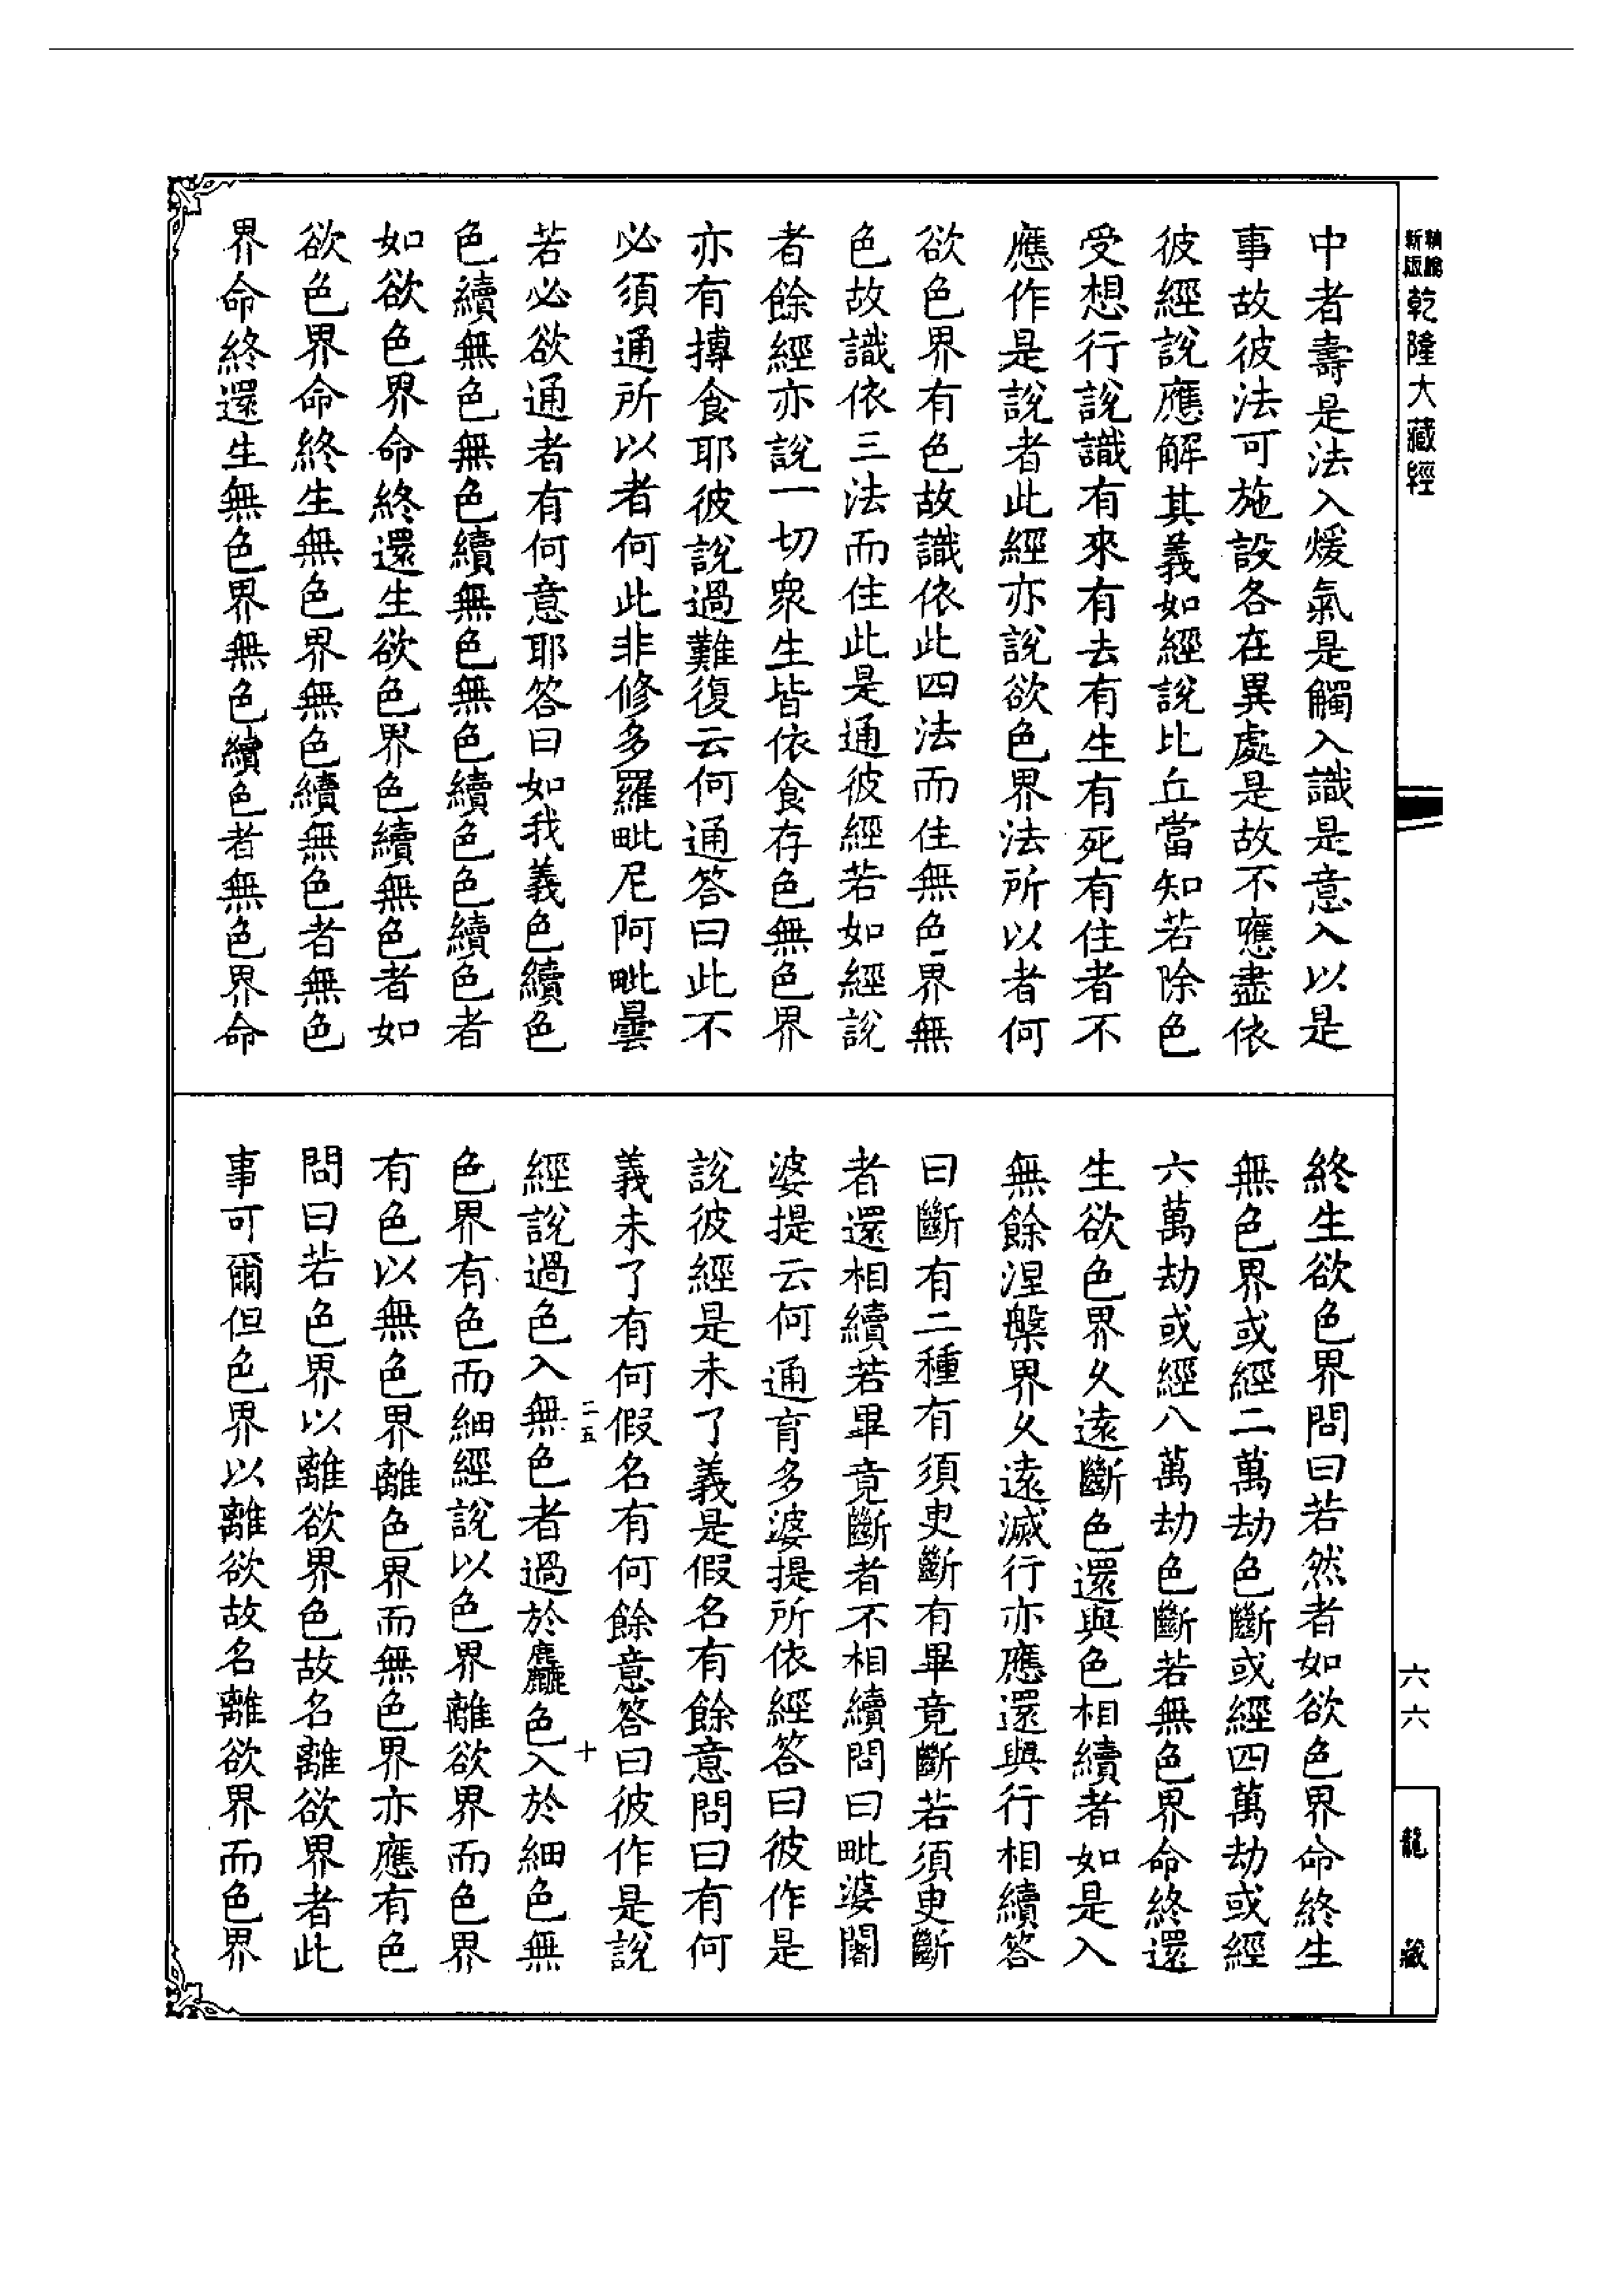 新版
精編
乾隆大藏經
中者壽是法入煖氣是觸入識是意入以是
事故彼法可施設各在異處是故不應盡依
彼經說應解其義如經說比丘當知若除色
受想行說識有來有去有生有死有住者不
應作是說者此經亦說欲色界法所以者何
欲色界有色故識依此四法而住無色界無
色故識依三法而住此是通彼經若如經說
者餘經亦說一切眾生皆依食存色無色界
亦有摶食耶彼說過難復云何通答曰此不
必須通所以者何此非修多羅毗尼阿毗曇
若必欲通者有何意耶答曰如我義色續色
色續無色無色續無色無色續色色續色者
如欲色界命終還生欲色界色續無色者如
欲色界命終生無色界無色續無色者無色
界命終還生無色界無色續色者無色界命
終生欲色界問曰若然者如欲色界命終生
無色界或經二萬劫色斷或經四萬劫或經
六萬劫或經八萬劫色斷若無色界命終還
生欲色界久遠斷色還與色相續者如是入
無餘涅槃界久遠滅行亦應還與行相續答
曰斷有二種有須臾斷有畢竟斷若須臾斷
者還相續若畢竟斷者不相續問曰毗婆闍
婆提云何通育多婆提所依經答曰彼作是
說彼經是未了義是假名有餘意問曰有何
義未了有何假名有何餘意答曰彼作是說
經說過色入無色者過於麤色入於細色無
色界有色而細經說以色界離欲界而色界
有色以無色界離色界而無色界亦應有色
問曰若色界以離欲界色故名離欲界者此
事可爾但色界以離欲故名離欲界而色界
二五
十
六六
龍藏